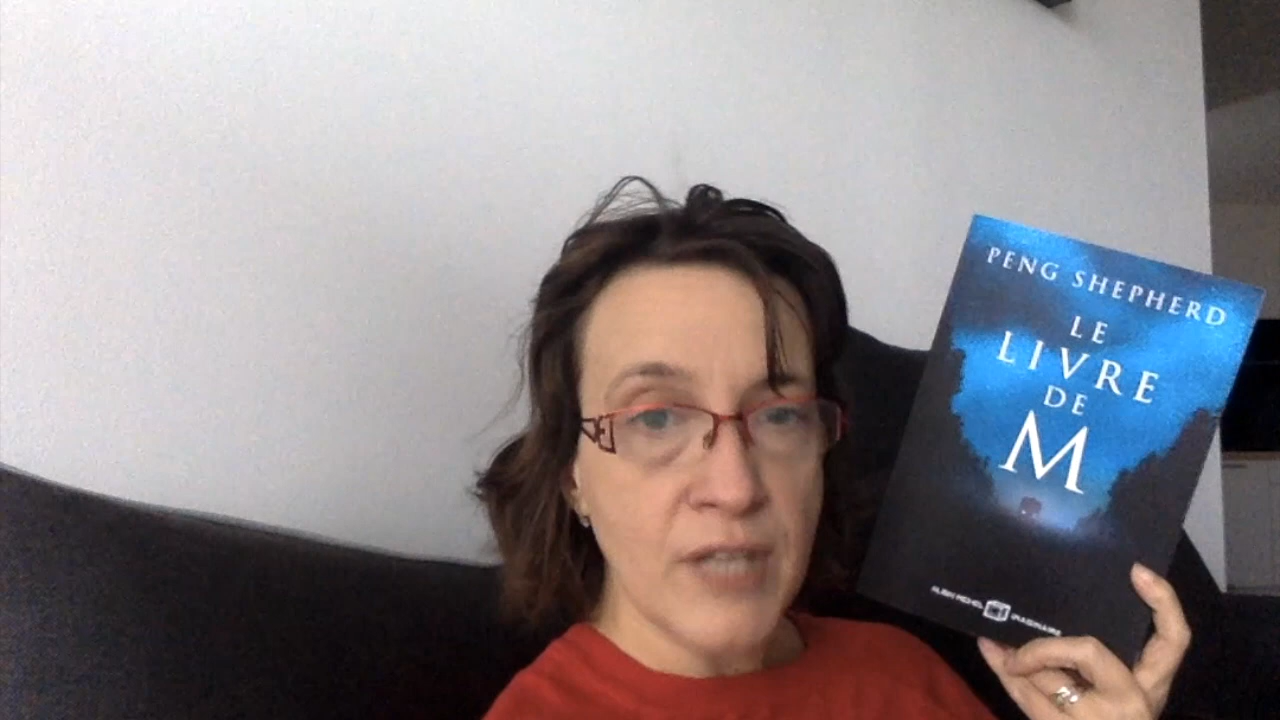 PENG SHEPHERD
LE
LIVRE
DE
M
ALBIN MICHEL IMAGINAIRE